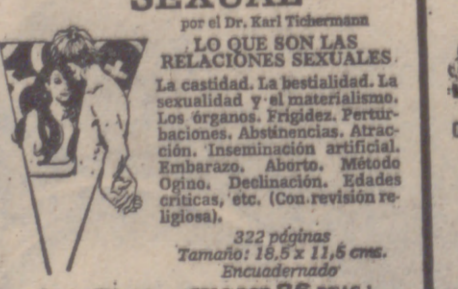 SEXUAL
por el Dr. Karl Tichermann
LO QUE SON LAS
RELACIONES SEXUALES
La castidad. La bestialidad. La
sexualidad y el materialismo.
Los órganos. Frigidez. Pertur-
baciones. Abstinencias. Atrac-
ción. Inseminación artificial.
Embarazo. Aborto. Método
Ogino. Declinación. Edades
críticas, etc. (Con revisión re-
ligiosa).
322 páginas
Tamaño: 18,5 x 11,5 cms.
Encuadernado